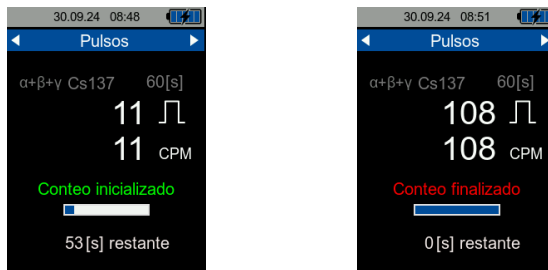 30.09.24 08:48
Pulsos
α+β+γ Cs137 60[s]
11
11 CPM
Conteo inicializado
53[s] restante
30.09.24 08:51
Pulsos
α+β+γ Cs137 60[s]
108
108 CPM
Conteo finalizado
0[s] restante